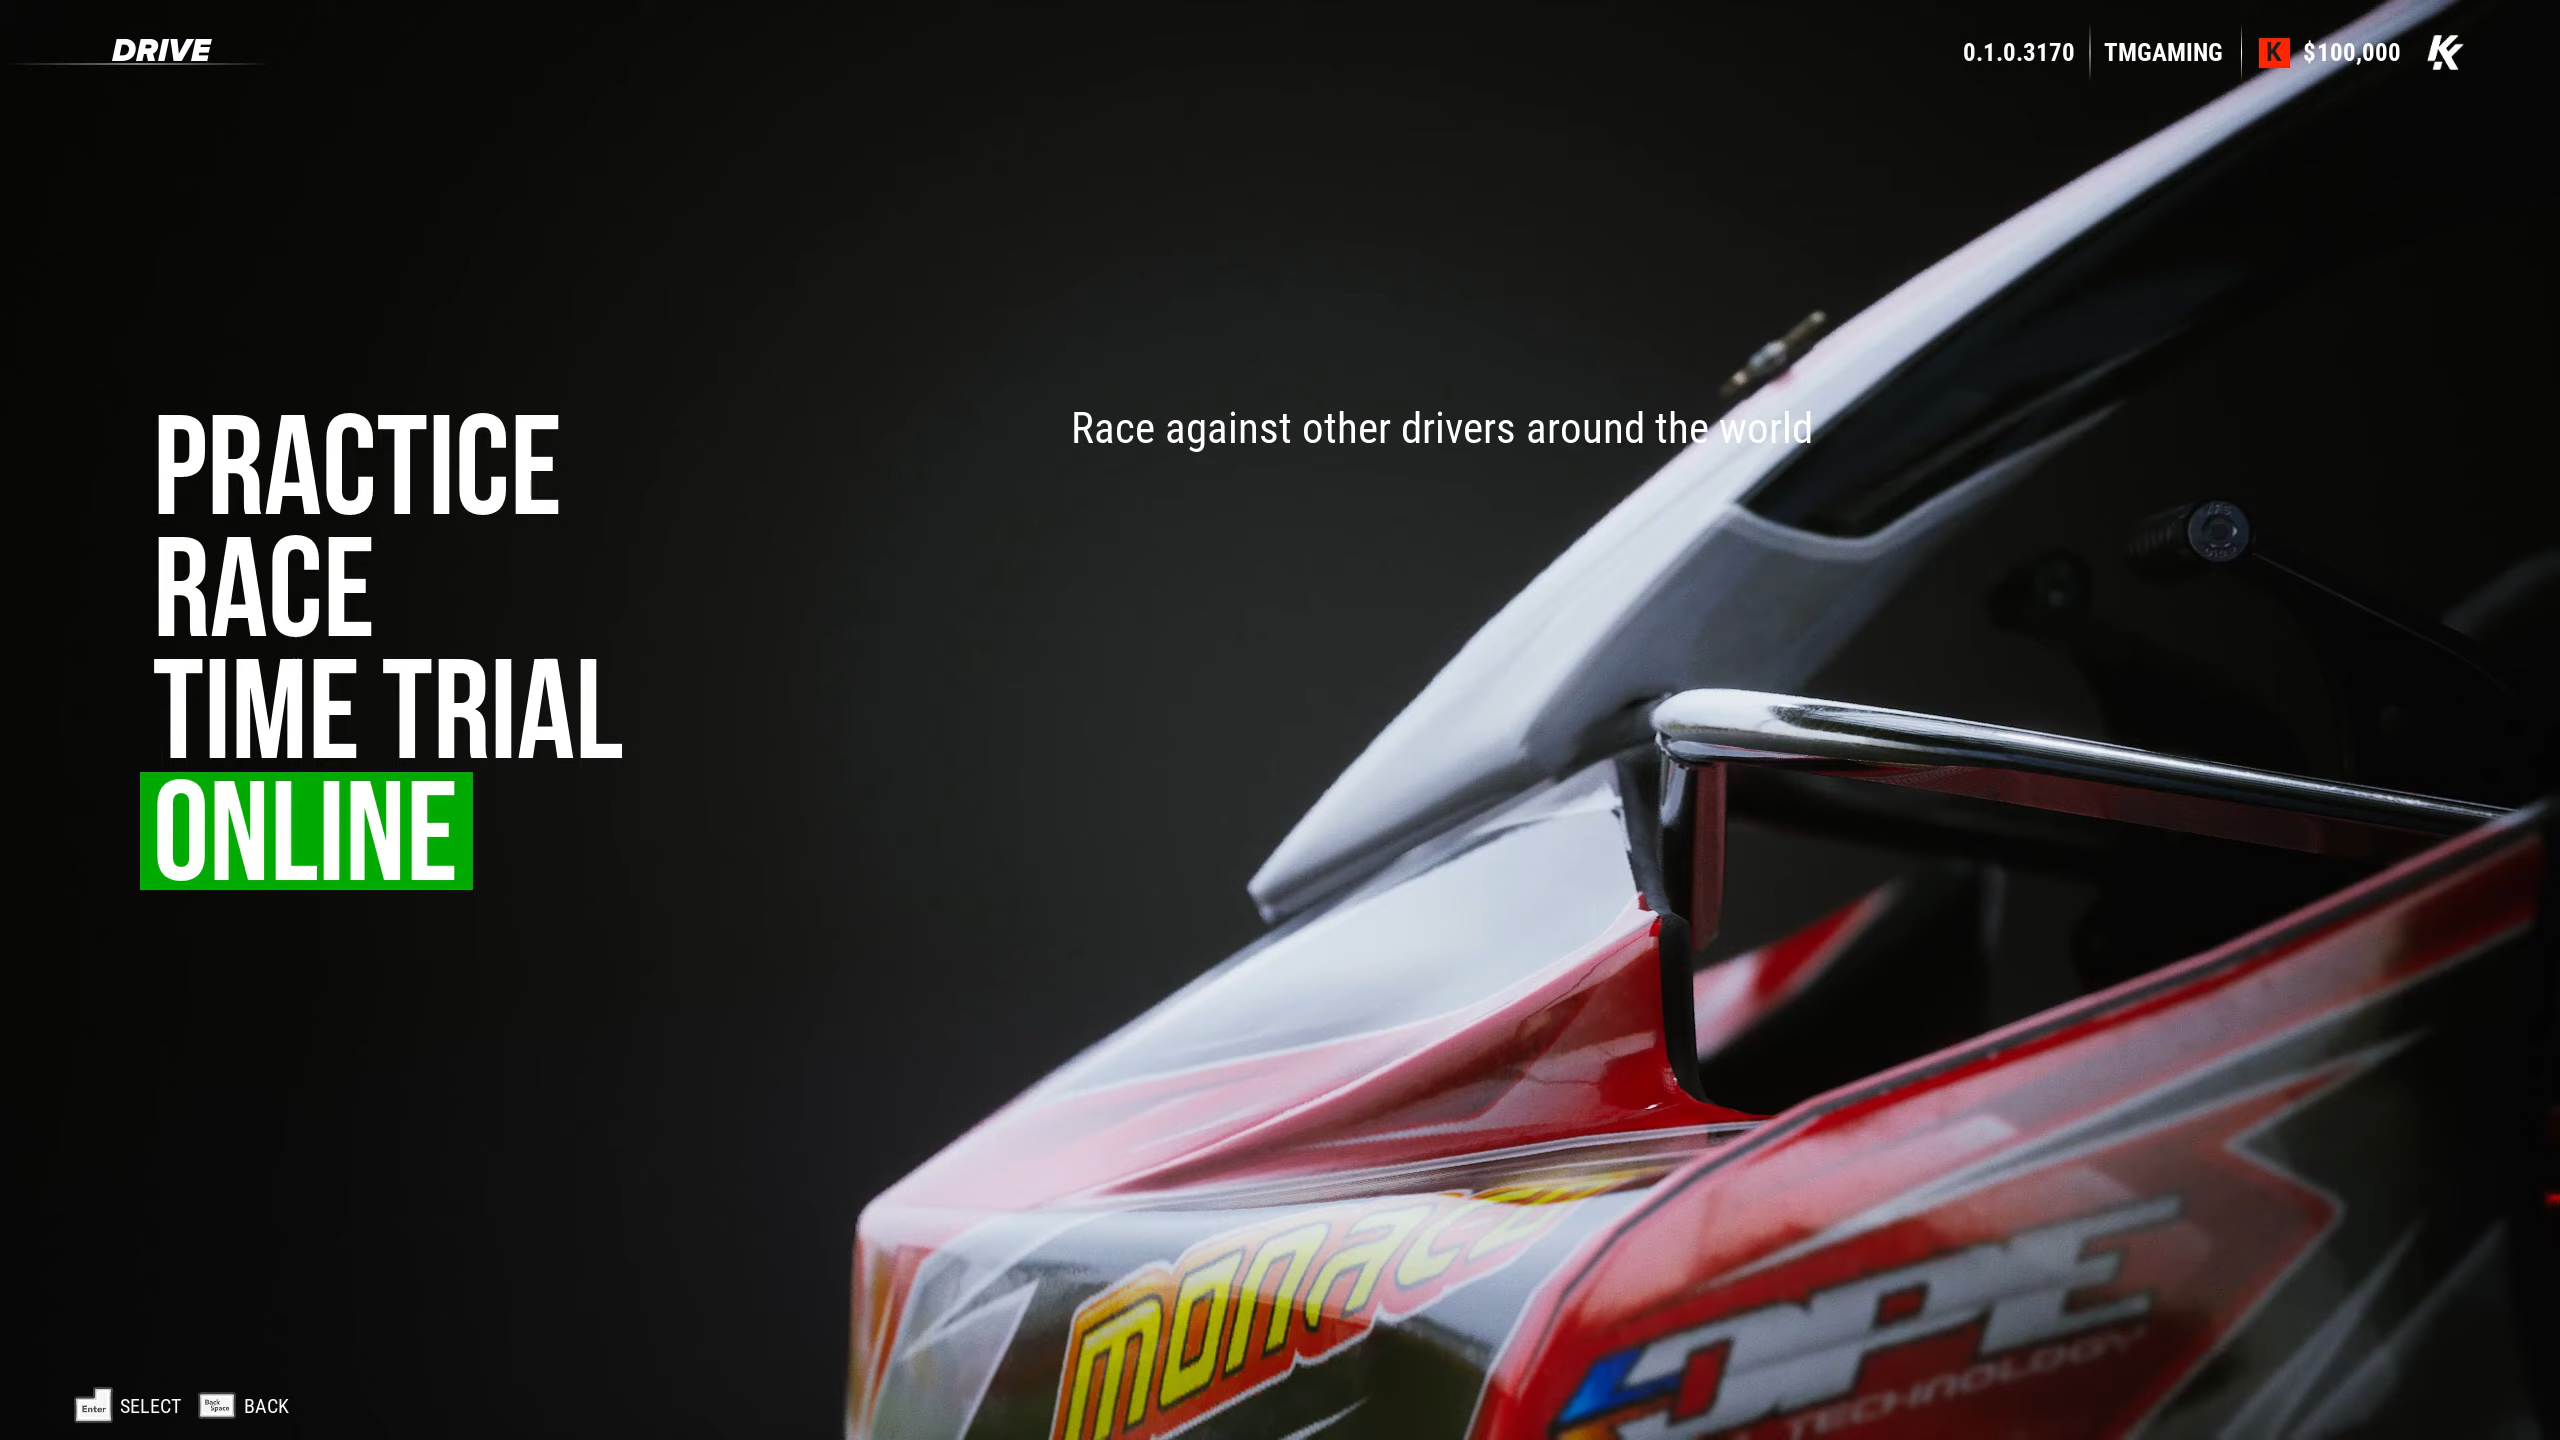 DRIVE
0.1.0.3170
TMGAMING
K $100,000
PRACTICE
RACE
TIME TRIAL
ONLINE
Race against other drivers around the world
MONACO
TECHNOLOGY
Enter SELECT Back Space BACK